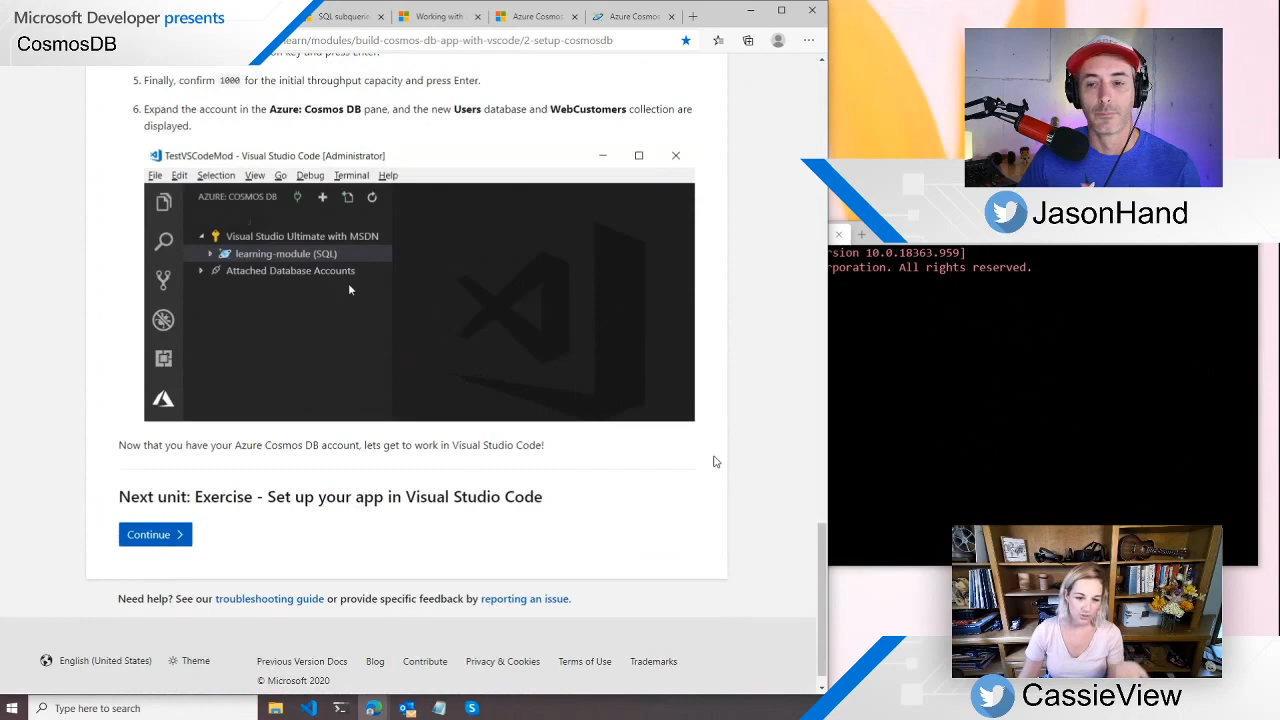 Microsoft Developer presents
CosmosDB
SQL subquerie
Working with
Azure Cosmos
Azure Cosmos
earn/modules/build-cosmos-db-app-with-vscode/2-setup-cosmosdb
key and press Enter.
5. Finally, confirm 1000 for the initial throughput capacity and press Enter.
6. Expand the account in the Azure: Cosmos DB pane, and the new Users database and WebCustomers collection are
displayed.
TestVSCodeMod - Visual Studio Code [Administrator]
File Edit Selection View Go Debug Terminal Help
AZURE: COSMOS DB
Visual Studio Ultimate with MSDN
learning-module (SQL)
Attached Database Accounts
Now that you have your Azure Cosmos DB account, lets get to work in Visual Studio Code!
Next unit: Exercise - Set up your app in Visual Studio Code
Continue
Need help? See our troubleshooting guide or provide specific feedback by reporting an issue.
English (United States) Theme
Previous Version Docs Blog Contribute Privacy & Cookies Terms of Use Trademarks
© Microsoft 2020
Type here to search
JasonHand
rsion 10.0.18363.959]
rporation. All rights reserved.
CassieView